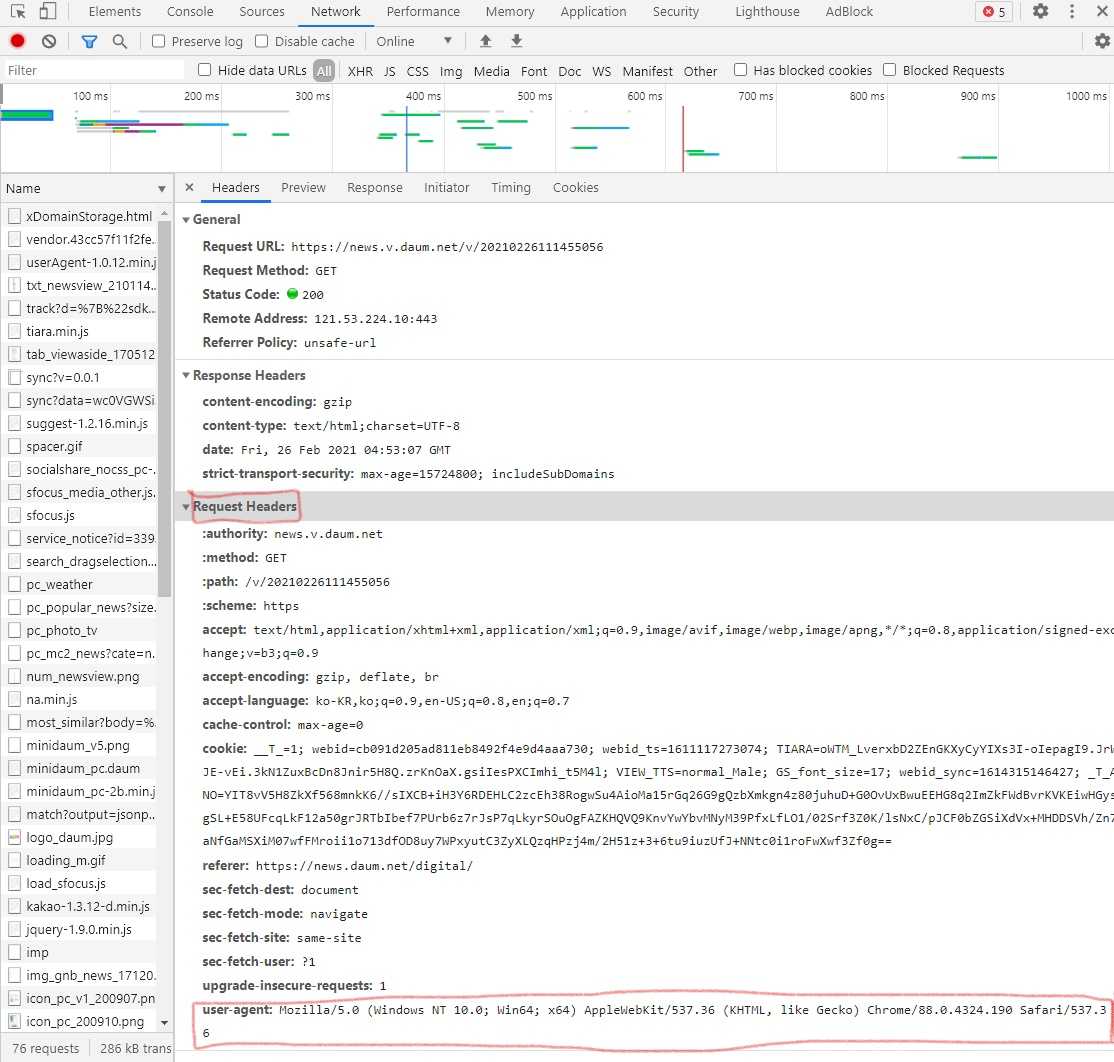 Elements Console Sources Network Performance Memory Application Security Lighthouse AdBlock 5
Preserve log Disable cache Online
Filter Hide data URLs All XHR JS CSS Img Media Font Doc WS Manifest Other Has blocked cookies Blocked Requests
100 ms 200 ms 300 ms 400 ms 500 ms 600 ms 700 ms 800 ms 900 ms 1000 ms
Name
xDomainStorage.html
vendor.43cc57f11f2fe.
userAgent-1.0.12.min.j
txt_newsview_210114..
track?d=%7B%22sdk..
tiara.min.js
tab_viewaside_170512
sync?v=0.0.1
sync?data=wc0VGWSi
suggest-1.2.16.min.js
spacer.gif
socialshare_nocss_pc-.
sfocus_media_other.js.
sfocus.js
service_notice?id=339.
search_dragselection...
pc_weather
pc_popular_news?size.
pc_photo_tv
pc_mc2_news?cate=n.
num_newsview.png
na.min.js
most_similar?body=%.
minidaum_v5.png
minidaum_pc.daum
minidaum_pc-2b.min.j
match?output=jsonp..
logo_daum.jpg
loading_m.gif
load_sfocus.js
kakao-1.3.12-d.min.js
jquery-1.9.0.min.js
imp
img_gnb_news_17120.
icon_pc_v1_200907.pn
icon_pc_200910.png
76 requests 286 kB trans
Headers Preview Response Initiator Timing Cookies
General
Request URL: https://news.v.daum.net/v/20210226111455056
Request Method: GET
Status Code: 200
Remote Address: 121.53.224.10:443
Referrer Policy: unsafe-url
Response Headers
content-encoding: gzip
content-type: text/html;charset=UTF-8
date: Fri, 26 Feb 2021 04:53:07 GMT
strict-transport-security: max-age=15724800; includeSubDomains
Request Headers
:authority: news.v.daum.net
:method: GET
:path: /v/20210226111455056
:scheme: https
accept: text/html,application/xhtml+xml,application/xml;q=0.9,image/avif,image/webp,image/apng,*/*;q=0.8,application/signed-exc
hange;v=b3;q=0.9
accept-encoding: gzip, deflate, br
accept-language: ko-KR,ko;q=0.9,en-US;q=0.8,en;q=0.7
cache-control: max-age=0
cookie: __T_=1; webid=cb091d205ad811eb8492f4e9d4aaa730; webid_ts=1611117273074; TIARA=oWTM_LverxbD2ZEnGKXyCyYIXs3I-oIepagI9.JrW
JE-vEi.3kN1ZuxBcDn8Jnir5H8Q.zrKnOaX.gsiIesPXCImhi_t5M4l; VIEW_TTS=normal_Male; GS_font_size=17; webid_sync=1614315146427; _T_A
NO=YIT8vV5H8ZkXf568mnkK6//sIXCB+iH3Y6RDEHLC2zcEh38RogwSu4AioMa15rGq26G9gQzbXmkgn4z80juhuD+G0OvUxBwuEEHG8q2ImZkFWdBvrKVKEiwHGys
gSL+E58UFcqLkF12a50grJRTbIbef7PUrb6z7rJsP7qLkyrSOuOgFAZKHQVQ9KnvYwYbvMNyM39PfxLfLO1/02Srf3Z0K/lsNxC/pJCF0bZGSiXdVx+MHDDSVh/Zn7
aNfGaMSXiM07wfFMroii1o713dfOD8uy7WPxyutC3ZyXLQzqHPzj4m/2H51z+3+6tu9iuzUfJ+NNtc0i1roFwXwf3Zf0g==
referer: https://news.daum.net/digital/
sec-fetch-dest: document
sec-fetch-mode: navigate
sec-fetch-site: same-site
sec-fetch-user: ?1
upgrade-insecure-requests: 1
user-agent: Mozilla/5.0 (Windows NT 10.0; Win64; x64) AppleWebKit/537.36 (KHTML, like Gecko) Chrome/88.0.4324.190 Safari/537.3
6